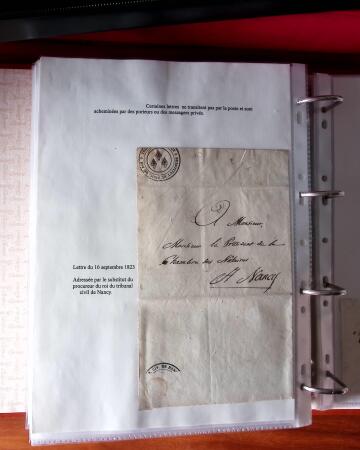 Certaines lettres ne transitent pas par la poste et sont
acheminées par des porteurs ou des messagers privés.
A Monsieur,
Monsieur le Président de la
Chambre des Notaires
A Nancy
Lettre du 16 septembre 1823
Adressée par le substitut du
procureur du roi du tribunal
civil de Nancy.